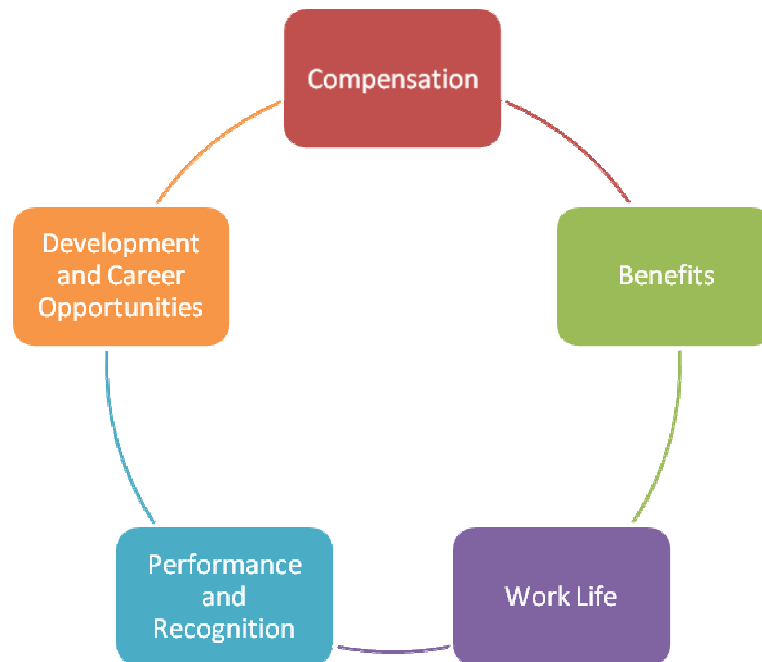 Compensation
Development
and Career
Opportunities
Benefits
Performance
and
Recognition
Work Life